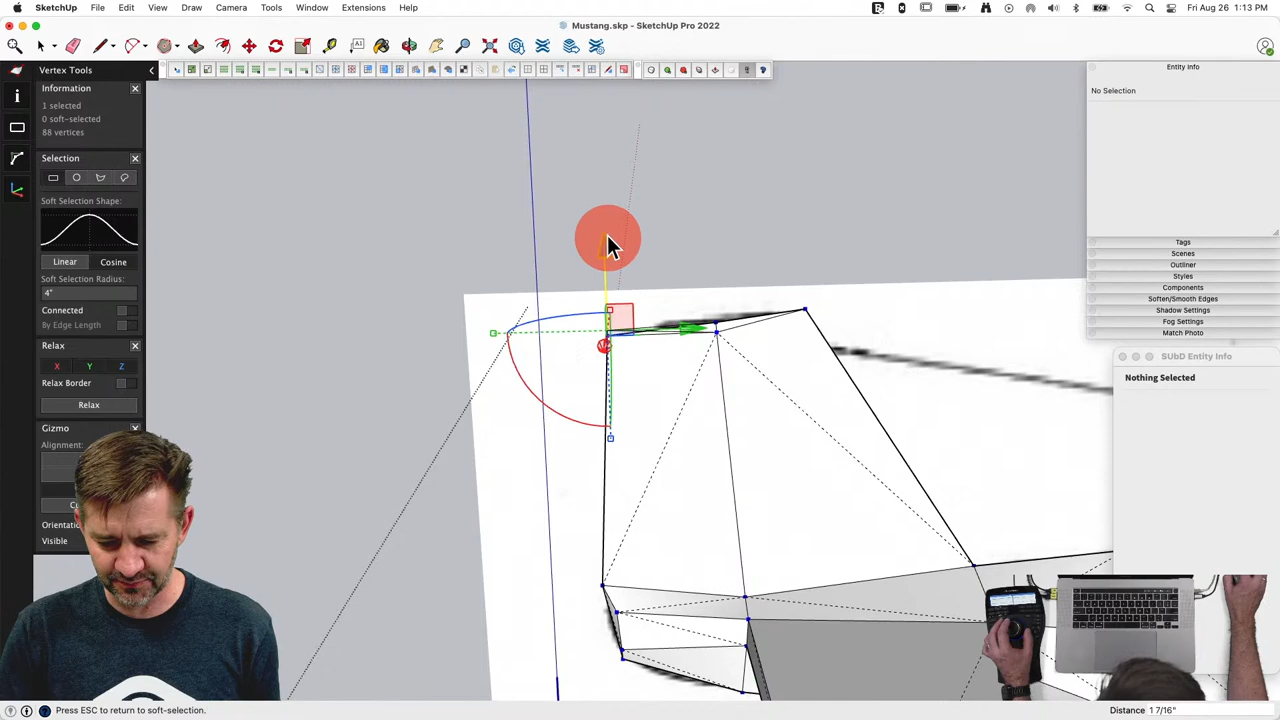 SketchUp File Edit View Draw Camera Tools Window Extensions Help Fri Aug 26 1:13 PM
Mustang.skp - SketchUp Pro 2022
Vertex Tools
Information
1 selected
0 soft-selected
88 vertices
Selection
Soft Selection Shape:
Linear Cosine
Soft Selection Radius:
4"
Connected
By Edge Length
Relax
X Y Z
Relax Border
Relax
Gizmo
Alignment:
Visible
Entity Info
No Selection
Tags
Scenes
Outliner
Styles
Components
Soften/Smooth Edges
Shadow Settings
Fog Settings
Match Photo
SUbD Entity Info
Nothing Selected
Press ESC to return to soft-selection.
Distance 1 7/16"